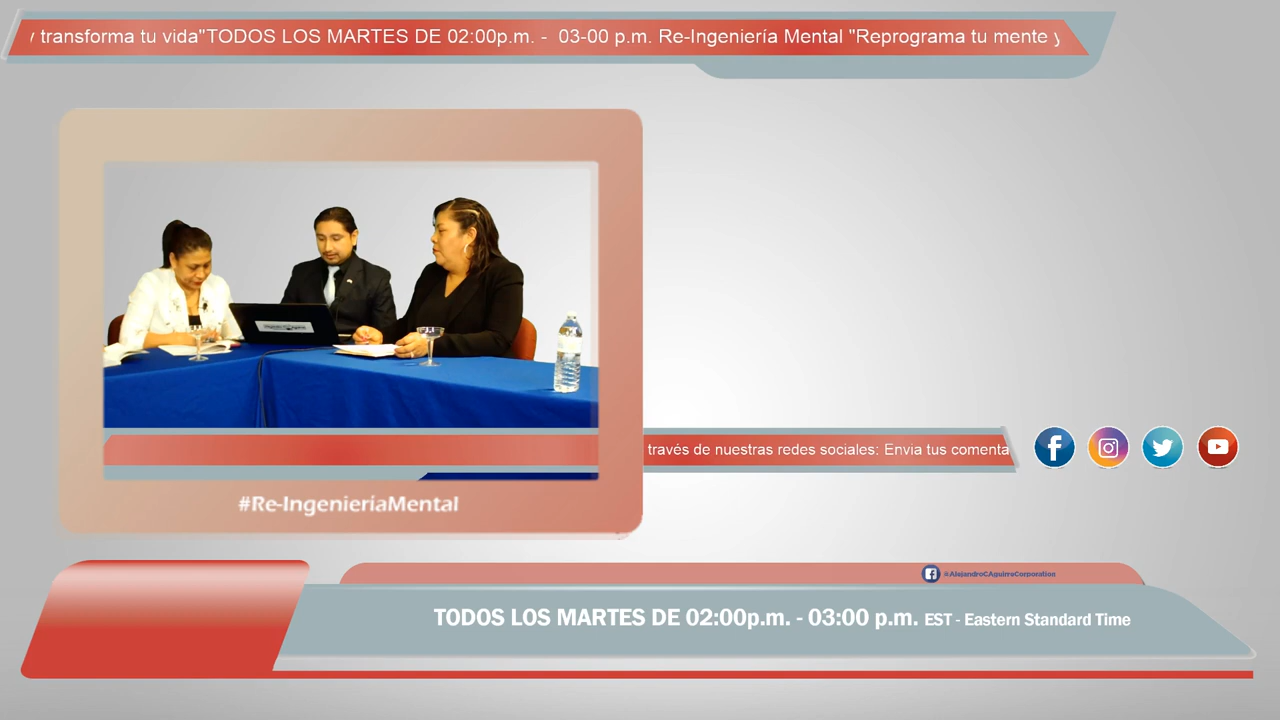 transforma tu vida"TODOS LOS MARTES DE 02:00p.m. - 03-00 p.m. Re-Ingeniería Mental "Reprograma tu mente y
través de nuestras redes sociales: Envia tus comenta
#Re-IngenieríaMental
@AlejandroCAguirreCorporation
TODOS LOS MARTES DE 02:00p.m. - 03:00 p.m. EST - Eastern Standard Time